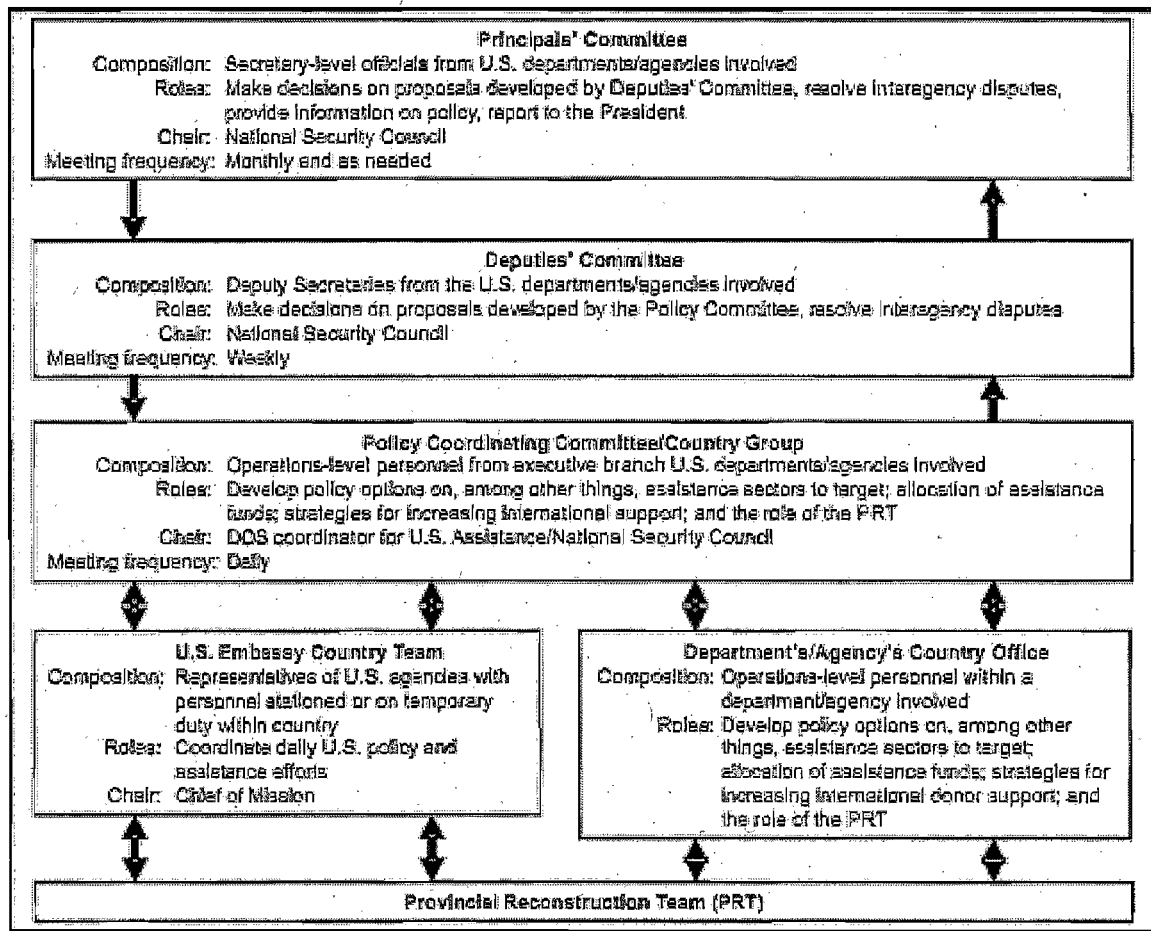 Principals' Committee
Composition: Secretary-level officials from U.S. departments/agencies involved
Roles: Make decisions on proposals developed by Deputies' Committee, resolve interagency disputes,
provide information on policy, report to the President
Chair: National Security Council
Meeting frequency: Monthly and as needed
Deputies' Committee
Composition: Deputy Secretaries from the U.S. departments/agencies involved
Roles: Make decisions on proposals developed by the Policy Committee, resolve interagency disputes
Chair: National Security Council
Meeting frequency: Weekly
Policy Coordinating Committee/Country Group
Composition: Operations-level personnel from executive branch U.S. departments/agencies involved
Roles: Develop policy options on, among other things, assistance sectors to target; allocation of assistance
funds; strategies for increasing international support; and the role of the PRT
Chair: DOS coordinator for U.S. Assistance/National Security Council
Meeting frequency: Daily
U.S. Embassy Country Team
Composition: Representatives of U.S. agencies with
personnel stationed or on temporary
duty within country
Roles: Coordinate daily U.S. policy and
assistance efforts
Chair: Chief of Mission
Department's/Agency's Country Office
Composition: Operations-level personnel within a
department/agency involved
Roles: Develop policy options on, among other
things, assistance sectors to target;
allocation of assistance funds; strategies for
increasing international donor support; and
the role of the PRT
Provincial Reconstruction Team (PRT)